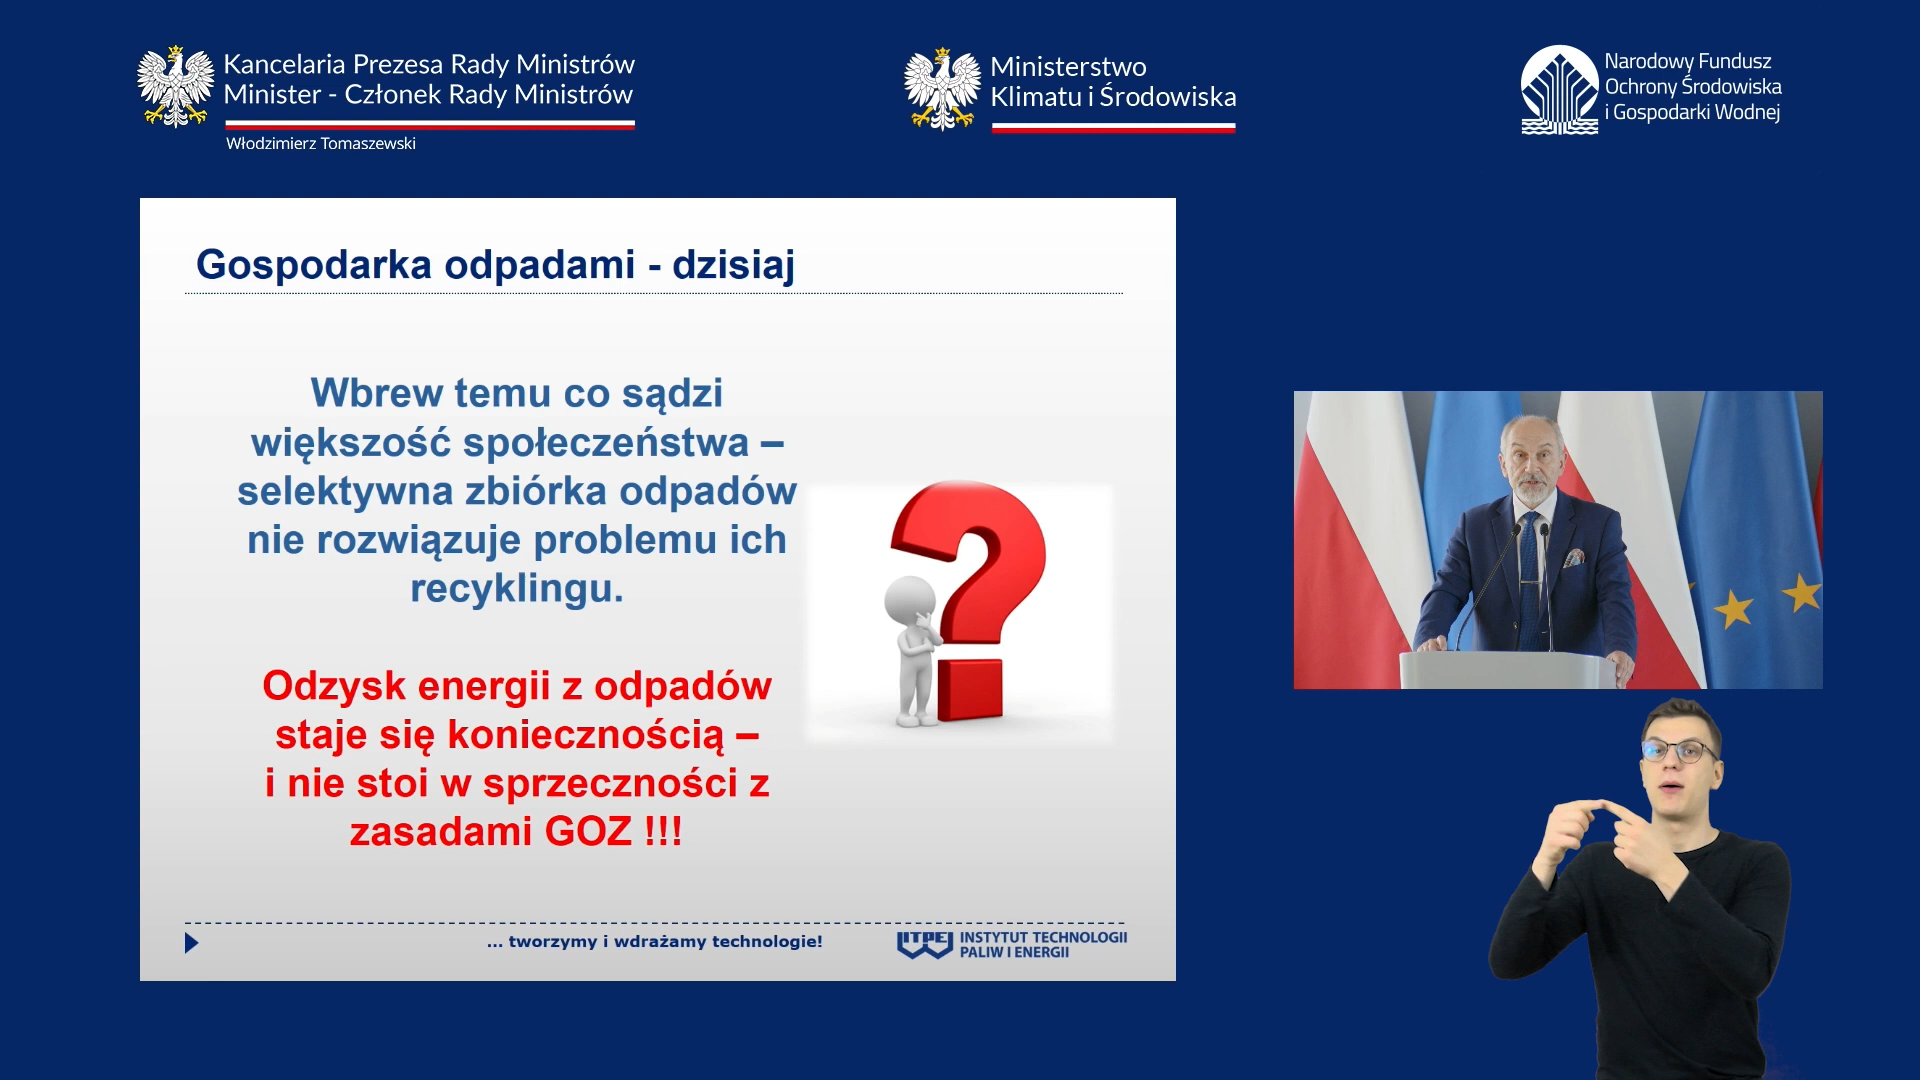 Kancelaria Prezesa Rady Ministrów
Minister - Członek Rady Ministrów
Włodzimierz Tomaszewski
Ministerstwo
Klimatu i Środowiska
Narodowy Fundusz
Ochrony Środowiska
i Gospodarki Wodnej
Gospodarka odpadami - dzisiaj
Wbrew temu co sądzi
większość społeczeństwa –
selektywna zbiórka odpadów
nie rozwiązuje problemu ich
recyklingu.
Odzysk energii z odpadów
staje się koniecznością –
i nie stoi w sprzeczności z
zasadami GOZ !!!
... tworzymy i wdrażamy technologie!
ITPE
INSTYTUT TECHNOLOGII
PALIW I ENERGII